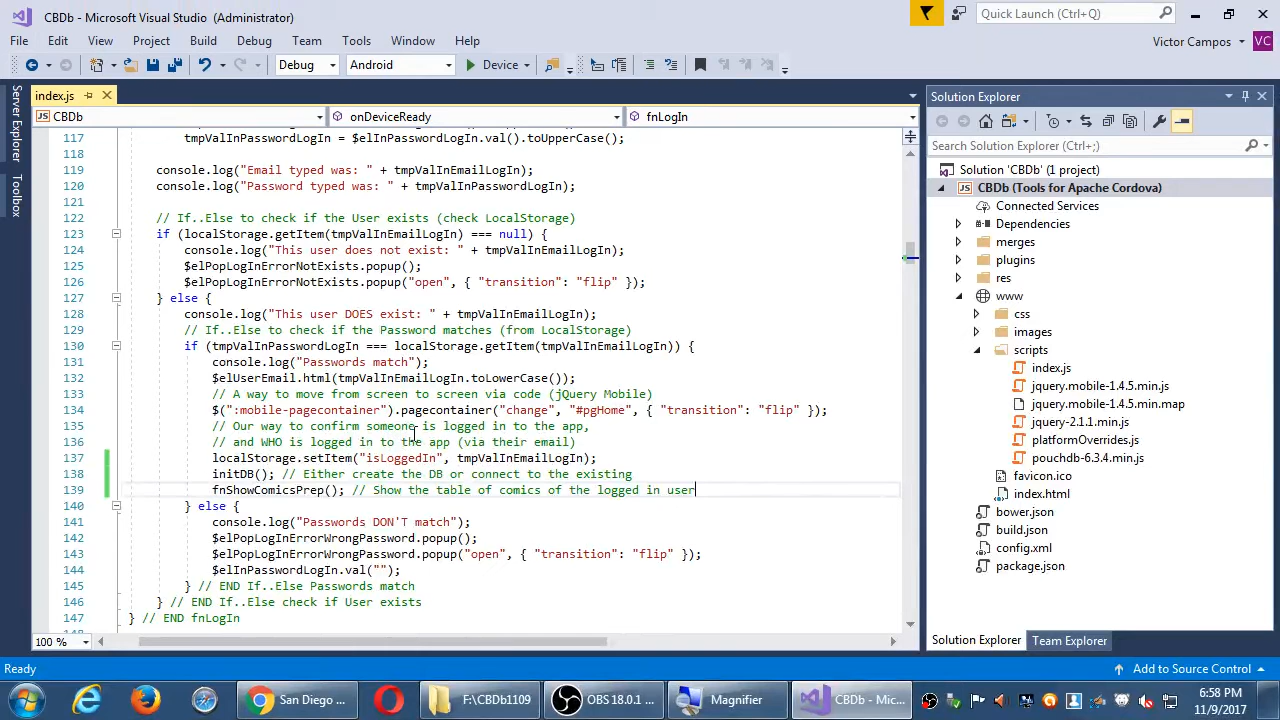 CBDb - Microsoft Visual Studio (Administrator)
Quick Launch (Ctrl+Q)
File Edit View Project Build Debug Team Tools Window Help
Victor Campos VC
Debug Android Device
index.js
CBDb onDeviceReady fnLogIn
117 tmpValInPasswordLogIn = $elInPasswordLogIn.val().toUpperCase();
118
119 console.log("Email typed was: " + tmpValInEmailLogIn);
120 console.log("Password typed was: " + tmpValInPasswordLogIn);
121
122 // If..Else to check if the User exists (check LocalStorage)
123 if (localStorage.getItem(tmpValInEmailLogIn) === null) {
124 console.log("This user does not exist: " + tmpValInEmailLogIn);
125 $elPopLogInErrorNotExists.popup();
126 $elPopLogInErrorNotExists.popup("open", { "transition": "flip" });
127 } else {
128 console.log("This user DOES exist: " + tmpValInEmailLogIn);
129 // If..Else to check if the Password matches (from LocalStorage)
130 if (tmpValInPasswordLogIn === localStorage.getItem(tmpValInEmailLogIn)) {
131 console.log("Passwords match");
132 $elUserEmail.html(tmpValInEmailLogIn.toLowerCase());
133 // A way to move from screen to screen via code (jQuery Mobile)
134 $(":mobile-pagecontainer").pagecontainer("change", "#pgHome", { "transition": "flip" });
135 // Our way to confirm someone is logged in to the app,
136 // and WHO is logged in to the app (via their email)
137 localStorage.setItem("isLoggedIn", tmpValInEmailLogIn);
138 initDB(); // Either create the DB or connect to the existing
139 fnShowComicsPrep(); // Show the table of comics of the logged in user
140 } else {
141 console.log("Passwords DON'T match");
142 $elPopLogInErrorWrongPassword.popup();
143 $elPopLogInErrorWrongPassword.popup("open", { "transition": "flip" });
144 $elInPasswordLogIn.val("");
145 } // END If..Else Passwords match
146 } // END If..Else check if User exists
147 } // END fnLogIn
100 %
Server Explorer
Toolbox
Solution Explorer
Search Solution Explorer (Ctrl+;)
Solution 'CBDb' (1 project)
CBDb (Tools for Apache Cordova)
Connected Services
Dependencies
merges
plugins
res
www
css
images
scripts
index.js
jquery.mobile-1.4.5.min.js
jquery.mobile-1.4.5.min.map
jquery-2.1.1.min.js
platformOverrides.js
pouchdb-6.3.4.min.js
favicon.ico
index.html
bower.json
build.json
config.xml
package.json
Solution Explorer Team Explorer
Ready
Add to Source Control
San Diego ...
F:\CBDb1109
OBS 18.0.1 ...
Magnifier
CBDb - Mic...
6:58 PM
11/9/2017